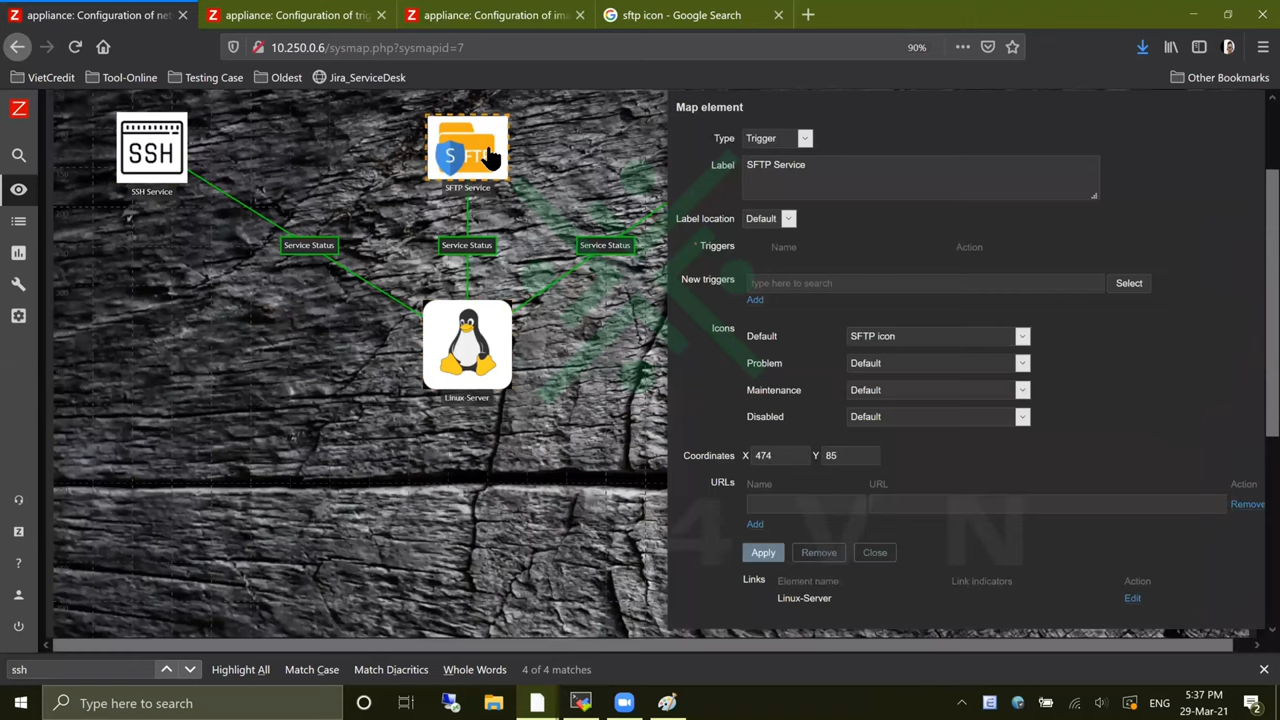 appliance: Configuration of net
appliance: Configuration of trig
appliance: Configuration of ima
sftp icon - Google Search
10.250.0.6/sysmap.php?sysmapid=7
90%
VietCredit
Tool-Online
Testing Case
Oldest
Jira_ServiceDesk
Other Bookmarks
SSH
SSH Service
SFTP
SFTP Service
Service Status
Service Status
Service Status
Linux-Server
Map element
Type
Trigger
Label
SFTP Service
Label location
Default
* Triggers
Name
Action
New triggers
type here to search
Select
Add
Icons
Default
SFTP icon
Problem
Default
Maintenance
Default
Disabled
Default
Coordinates
X
474
Y
85
URLs
Name
URL
Action
Remove
Add
4 V N
Apply
Remove
Close
Links
Element name
Link indicators
Action
Linux-Server
Edit
ssh
Highlight All
Match Case
Match Diacritics
Whole Words
4 of 4 matches
Type here to search
ENG
5:37 PM
29-Mar-21
2